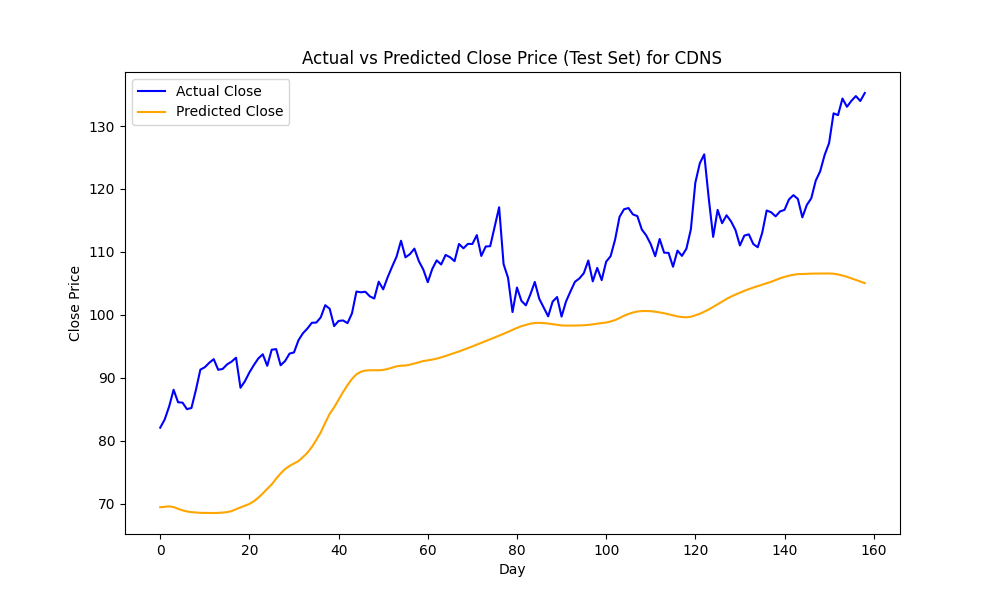 Actual vs Predicted Close Price (Test Set) for CDNS
Actual Close
Predicted Close
Close Price
130
120
110
100
90
80
70
0 20 40 60 80 100 120 140 160
Day